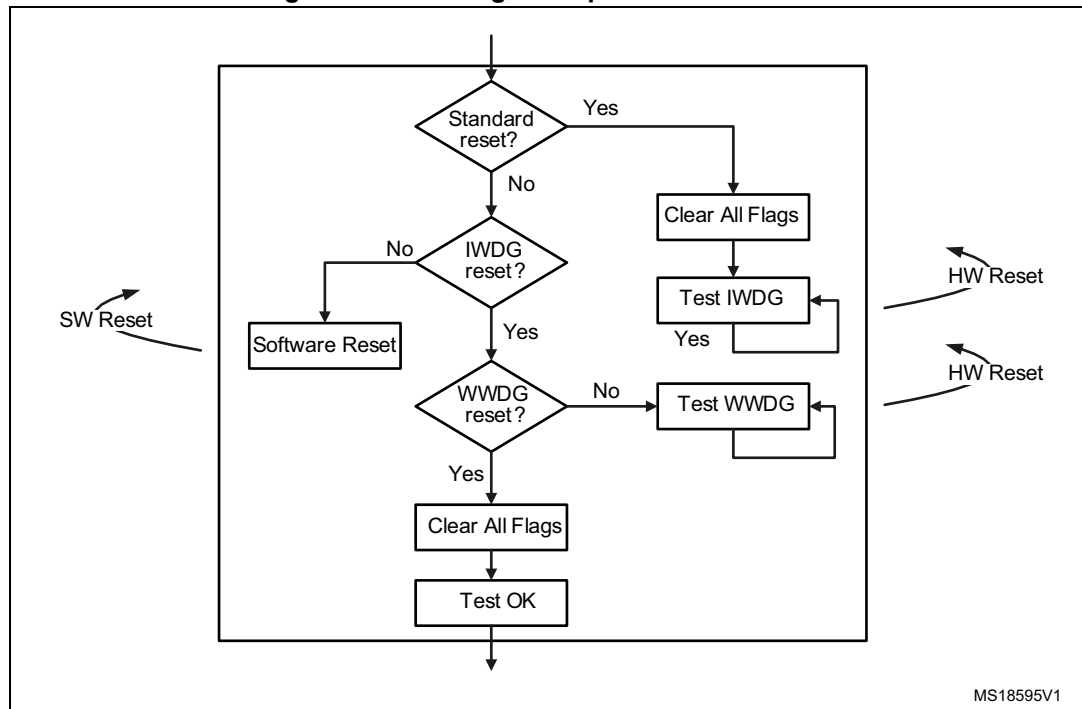 Standard
reset?
Yes
No
Clear All Flags
IWDG
reset?
No
Test IWDG
Yes
HW Reset
SW Reset
Software Reset
Yes
WWDG
reset?
No
Test WWDG
HW Reset
Yes
Clear All Flags
Test OK
MS18595V1